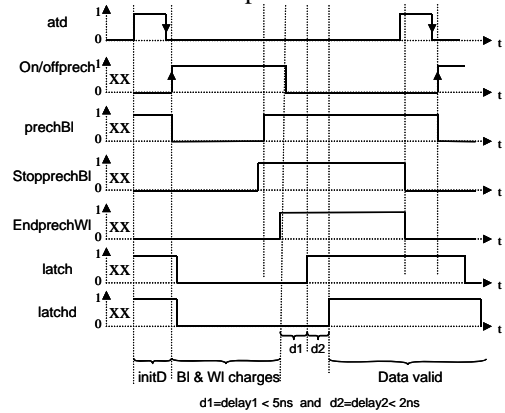 atd 1 0 t
On/offprech 1 0 XX t
prechBl 1 0 XX t
StopprechBl 1 0 XX t
EndprechWl 1 0 XX t
latch 1 0 XX t
latchd 1 0 XX t
d1 d2
initD Bl & Wl charges Data valid
d1=delay1 < 5ns and d2=delay2< 2ns